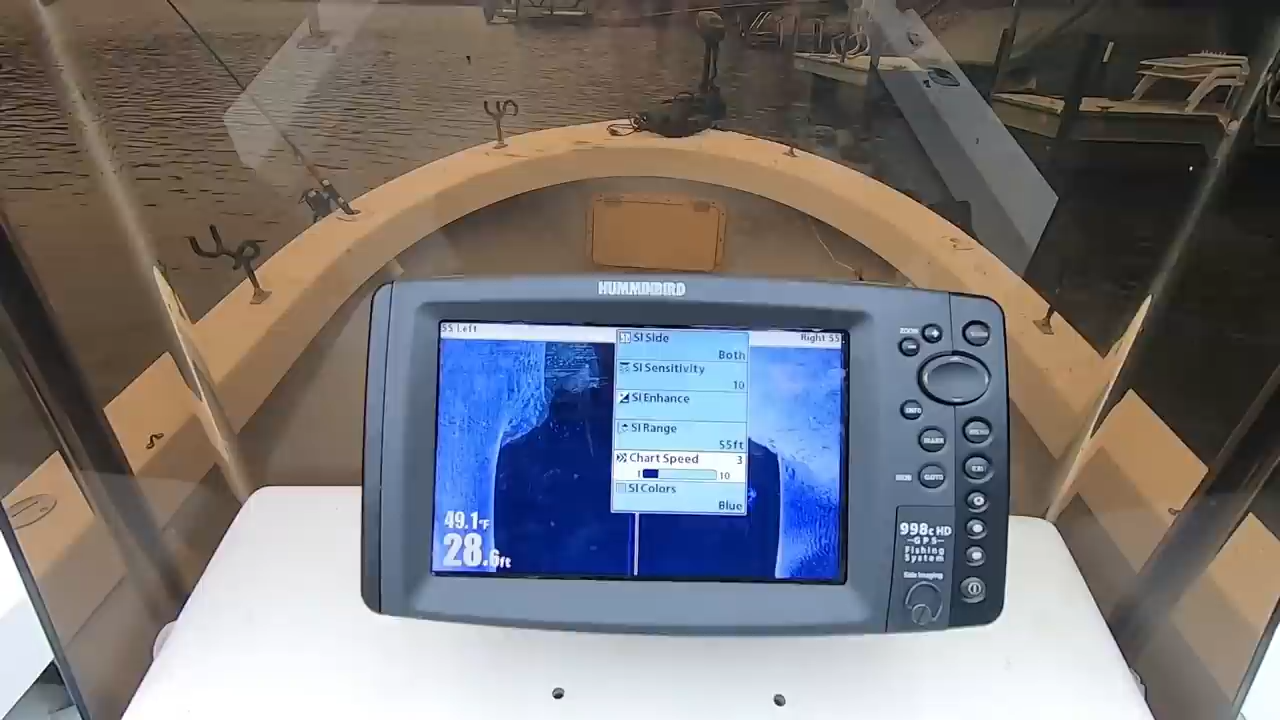 HUMMINBIRD
55 Left
Right 55
SI Side
Both
SI Sensitivity
10
SI Enhance
SI Range
55ft
Chart Speed 3
1 10
SI Colors
Blue
49.1°F
28.6ft
ZOOM
INFO
MARK
MENU
MOB
GOTO
EXIT
998c HD
-GPS-
Fishing
System
Side Imaging